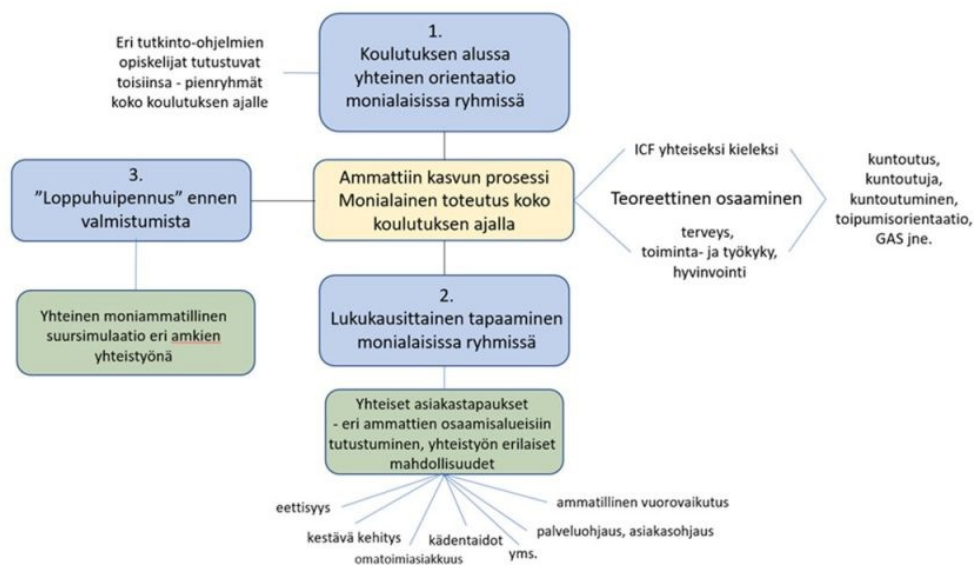 1.
Koulutuksen alussa
yhteinen orientaatio
monialaisissa ryhmissä
Eri tutkinto-ohjelmien
opiskelijat tutustuvat
toisiinsa - pienryhmät
koko koulutuksen ajalle
3.
”Loppuhuipennus” ennen
valmistumista
Ammattiin kasvun prosessi
Monialainen toteutus koko
koulutuksen ajalla
ICF yhteiseksi kieleksi
Teoreettinen osaaminen
terveys,
toiminta- ja työkyky,
hyvinvointi
kuntoutus,
kuntoutuja,
kuntoutuminen,
toipumisorientaatio,
GAS jne.
Yhteinen moniammatillinen
suursimulaatio eri amkien
yhteistyönä
2.
Lukukausittainen tapaaminen
monialaisissa ryhmissä
Yhteiset asiakastapaukset
- eri ammattien osaamisalueisiin
tutustuminen, yhteistyön erilaiset
mahdollisuudet
eettisyys
kestävä kehitys
omatoimiasiakkuus
kädentaidot
yms.
palveluohjaus, asiakasohjaus
ammatillinen vuorovaikutus